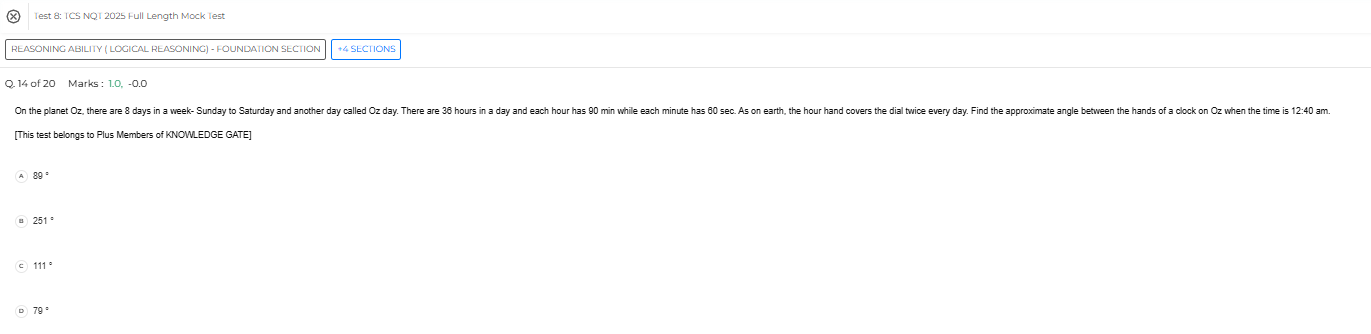 Test 8: TCS NQT 2025 Full Length Mock Test
REASONING ABILITY ( LOGICAL REASONING) - FOUNDATION SECTION +4 SECTIONS
Q. 14 of 20 Marks : 1.0, -0.0
On the planet Oz, there are 8 days in a week- Sunday to Saturday and another day called Oz day. There are 36 hours in a day and each hour has 90 min while each minute has 60 sec. As on earth, the hour hand covers the dial twice every day. Find the approximate angle between the hands of a clock on Oz when the time is 12:40 am.
[This test belongs to Plus Members of KNOWLEDGE GATE]
A 89 °
B 251 °
C 111 °
D 79 °